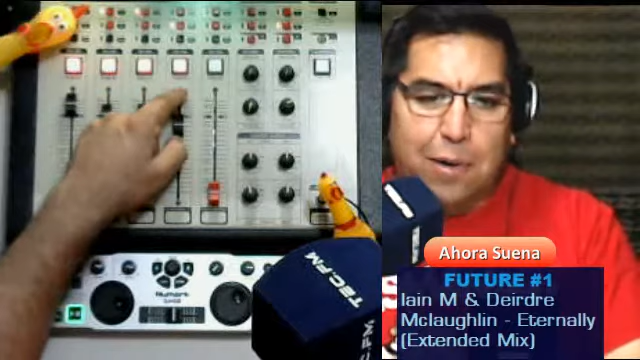 Ahora Suena
FUTURE #1
Iain M & Deirdre
Mclaughlin - Eternally
(Extended Mix)
TEC.FM
Numark